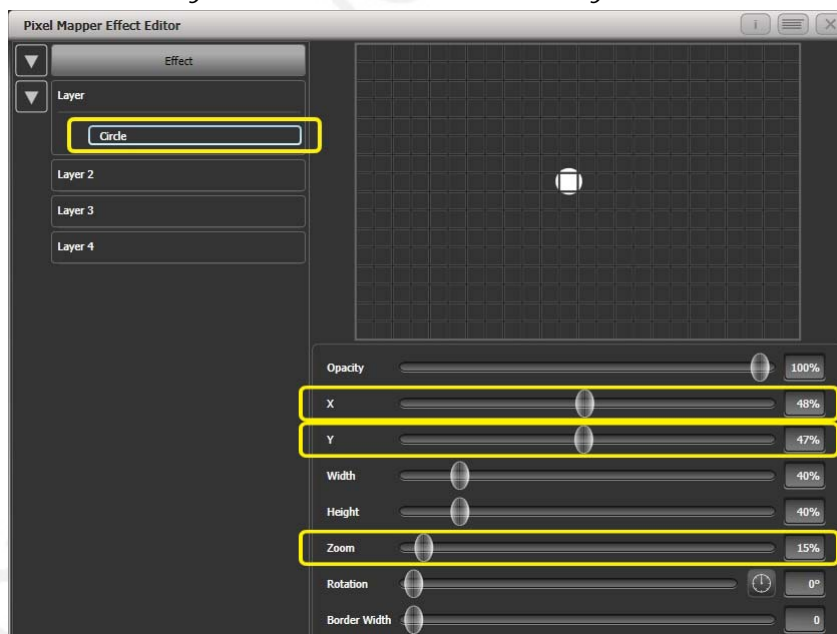 Pixel Mapper Effect Editor
i
X
Effect
Layer
Circle
Layer 2
Layer 3
Layer 4
Opacity 100%
X 48%
Y 47%
Width 40%
Height 40%
Zoom 15%
Rotation 0°
Border Width 0